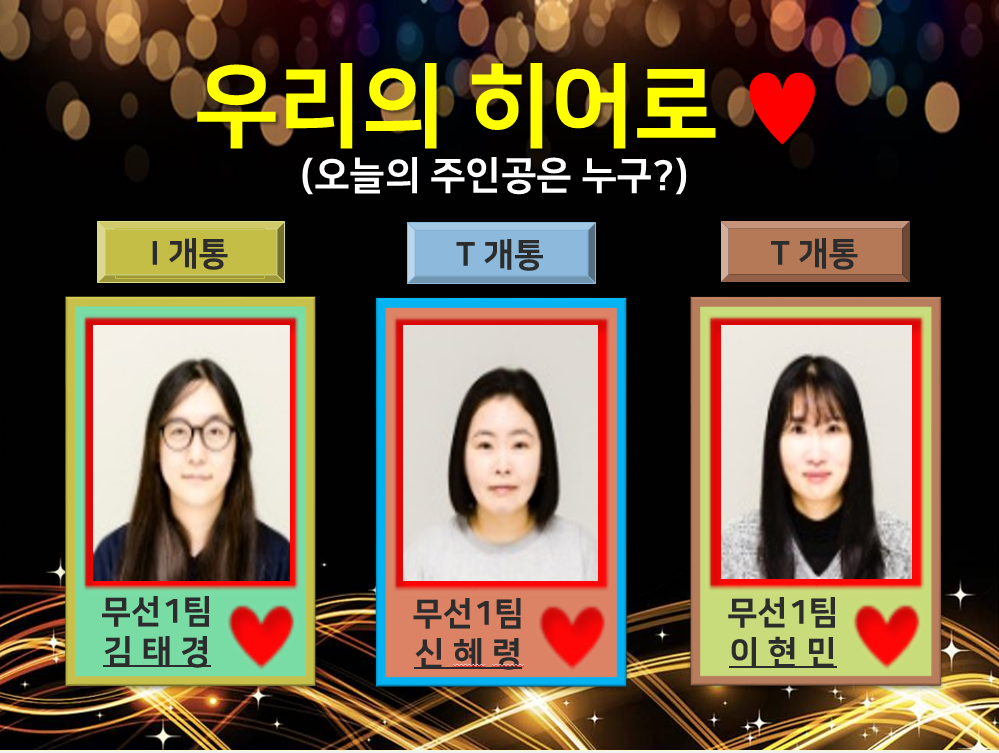 우리의 히어로
(오늘의 주인공은 누구?)
I 개통
T 개통
T 개통
무선1팀
김 태 경
무선1팀
신 혜 령
무선1팀
이 현 민